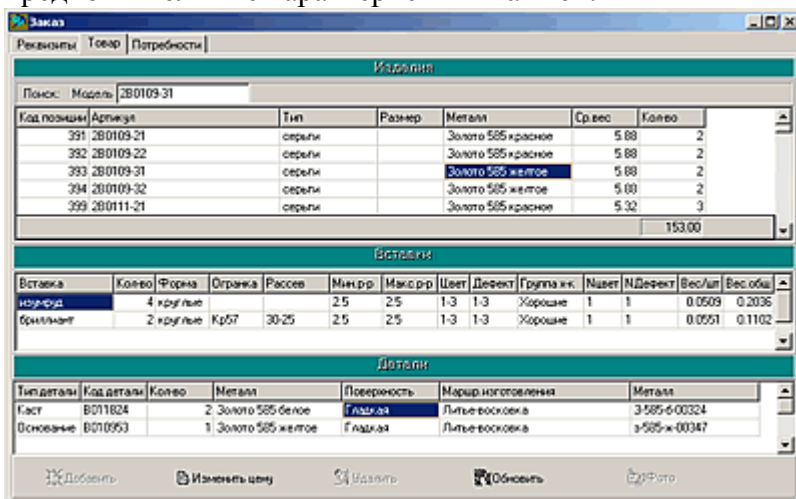 Заказ
Реквизиты Товар Потребности
Изделия
Поиск: Модель 2В0109-31
Код позиции Артикул Тип Размер Металл Ср.вес Кол-во
391 2В0109-21 серьги Золото 585 красное 5.88 2
392 2В0109-22 серьги Золото 585 красное 5.88 2
393 2В0109-31 серьги Золото 585 желтое 5.88 2
394 2В0109-32 серьги Золото 585 желтое 5.88 2
399 2В0111-21 серьги Золото 585 красное 5.32 3
153.00
Вставки
Вставка Кол-во Форма Огранка Рассев Мин.р-р Макс.р-р Цвет Дефект Группа х-к. Nцвет NДефект Вес/шт Вес общ
изумруд 4 круглые 2.5 2.5 1-3 1-3 Хорошие 1 1 0.0509 0.2036
бриллиант 2 круглые Кр57 30-25 2.5 2.5 1-3 1-3 Хорошие 1 1 0.0551 0.1102
Детали
Тип детали Код детали Кол-во Металл Поверхность Маршр.изготовления Металл
Каст В011824 2 Золото 585 белое Гладкая Литье-восковка З-585-б-00324
Основание В010953 1 Золото 585 желтое Гладкая Литье-восковка з-585-ж-00347
Добавить Изменить цену Удалить Обновить Фото